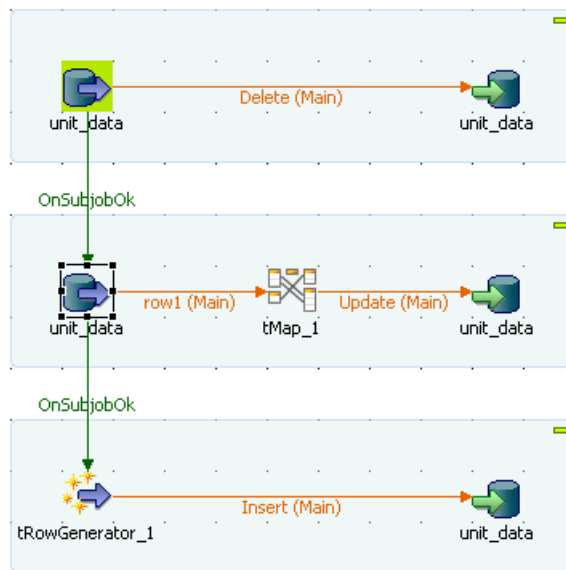 Delete (Main)
unit_data
unit_data
OnSubjobOk
row1 (Main)
Update (Main)
unit_data
tMap_1
unit_data
OnSubjobOk
Insert (Main)
tRowGenerator_1
unit_data